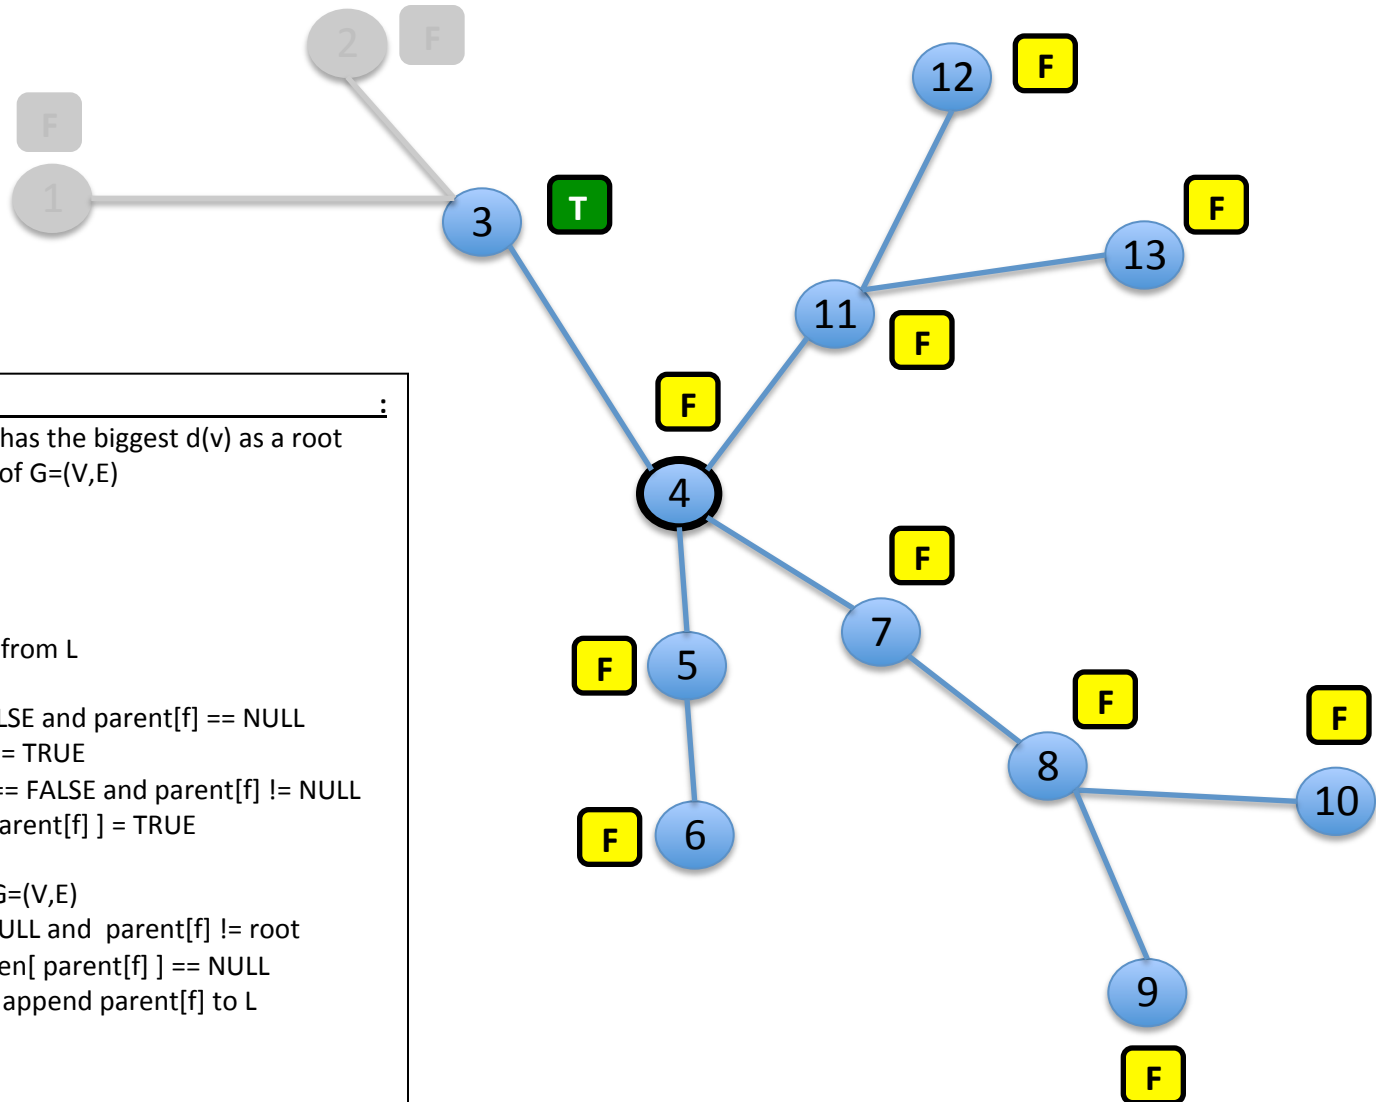 2
F
12
F
F
1
3
T
F
13
11
F
F
4
F
7
F
5
F
8
F
10
F
6
9
F
:
has the biggest d(v) as a root
of G=(V,E)
from L
LSE and parent[f] == NULL
= TRUE
== FALSE and parent[f] != NULL
arent[f] ] = TRUE
G=(V,E)
ULL and parent[f] != root
en[ parent[f] ] == NULL
append parent[f] to L